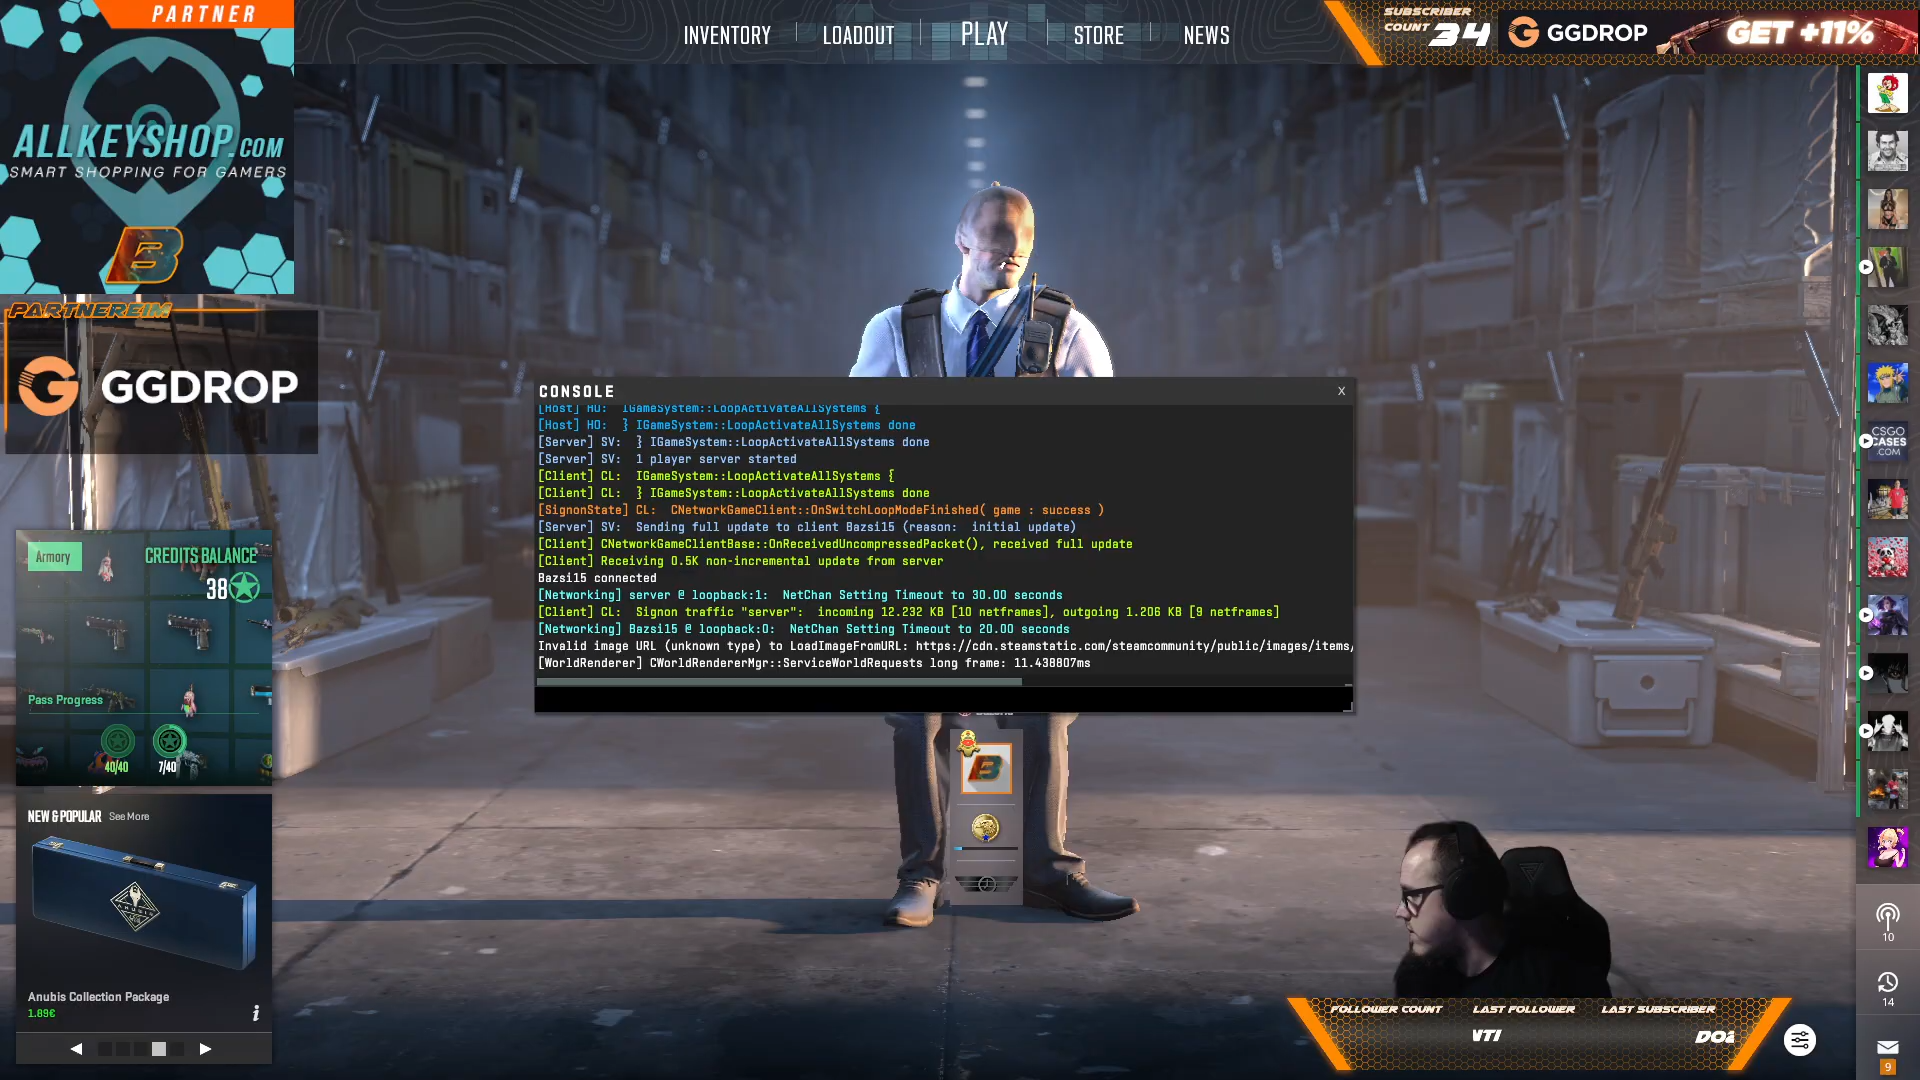 PARTNER
ALLKEYSHOP.COM
SMART SHOPPING FOR GAMERS
B
PARTNEREIM
GGDROP
INVENTORY
LOADOUT
PLAY
STORE
NEWS
SUBSCRIBER
COUNT 34
GGDROP
GET +11%
CONSOLE
X
[Host] HO:  IGameSystem::LoopActivateAllSystems {
[Host] HO:  } IGameSystem::LoopActivateAllSystems done
[Server] SV:  } IGameSystem::LoopActivateAllSystems done
[Server] SV:  1 player server started
[Client] CL:  IGameSystem::LoopActivateAllSystems {
[Client] CL:  } IGameSystem::LoopActivateAllSystems done
[SignonState] CL:  CNetworkGameClient::OnSwitchLoopModeFinished( game : success )
[Server] SV:  Sending full update to client Bazsi15 (reason:  initial update)
[Client] CNetworkGameClientBase::OnReceivedUncompressedPacket(), received full update
[Client] Receiving 0.5K non-incremental update from server
Bazsi15 connected
[Networking] server @ loopback:1:  NetChan Setting Timeout to 30.00 seconds
[Client] CL:  Signon traffic "server":  incoming 12.232 KB [10 netframes], outgoing 1.206 KB [9 netframes]
[Networking] Bazsi15 @ loopback:0:  NetChan Setting Timeout to 20.00 seconds
Invalid image URL (unknown type) to LoadImageFromURL: https://cdn.steamstatic.com/steamcommunity/public/images/items/
[WorldRenderer] CWorldRendererMgr::ServiceWorldRequests long frame: 11.438807ms
Armory
CREDITS BALANCE
38
Pass Progress
40/40
7/40
NEW & POPULAR
See More
ANUBIS
Anubis Collection Package
1.89€
i
B
CSGO
CASES
.COM
10
14
9
FOLLOWER COUNT
LAST FOLLOWER
LAST SUBSCRIBER
VTI